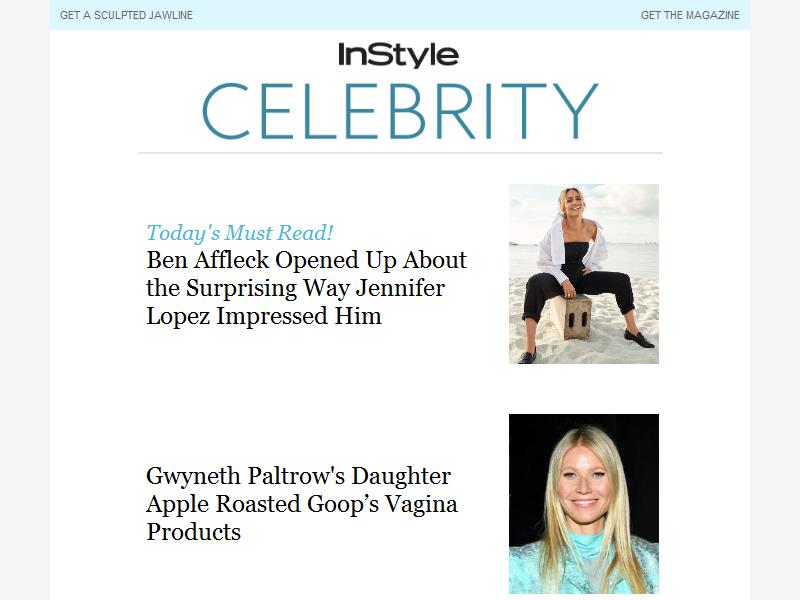 GET A SCULPTED JAWLINE
GET THE MAGAZINE
InStyle
CELEBRITY
Today's Must Read!
Ben Affleck Opened Up About
the Surprising Way Jennifer
Lopez Impressed Him
Gwyneth Paltrow's Daughter
Apple Roasted Goop’s Vagina
Products